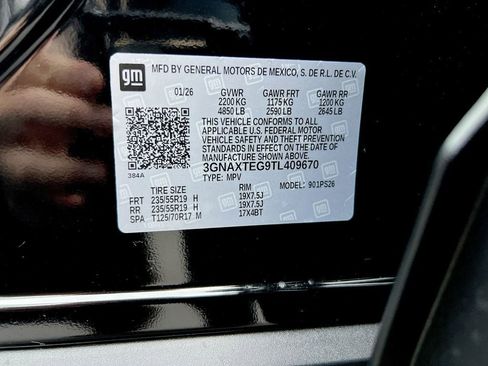 gm
MFD BY GENERAL MOTORS DE MEXICO, S. DE R.L. DE C.V.
01/26 GVWR GAWR FRT GAWR RR
2200 KG 1175 KG 1200 KG
4850 LB 2590 LB 2645 LB
THIS VEHICLE CONFORMS TO ALL
APPLICABLE U.S. FEDERAL MOTOR
VEHICLE SAFETY AND THEFT PREVENTION
STANDARDS IN EFFECT ON THE DATE OF
MANUFACTURE SHOWN ABOVE.
3GNAXTEG9TL409670
384A
TYPE: MPV MODEL: 901PS26
TIRE SIZE RIM
FRT 235/55R19 H 19X7.5J
RR 235/55R19 H 19X7.5J
SPA T125/70R17 M 17X4BT